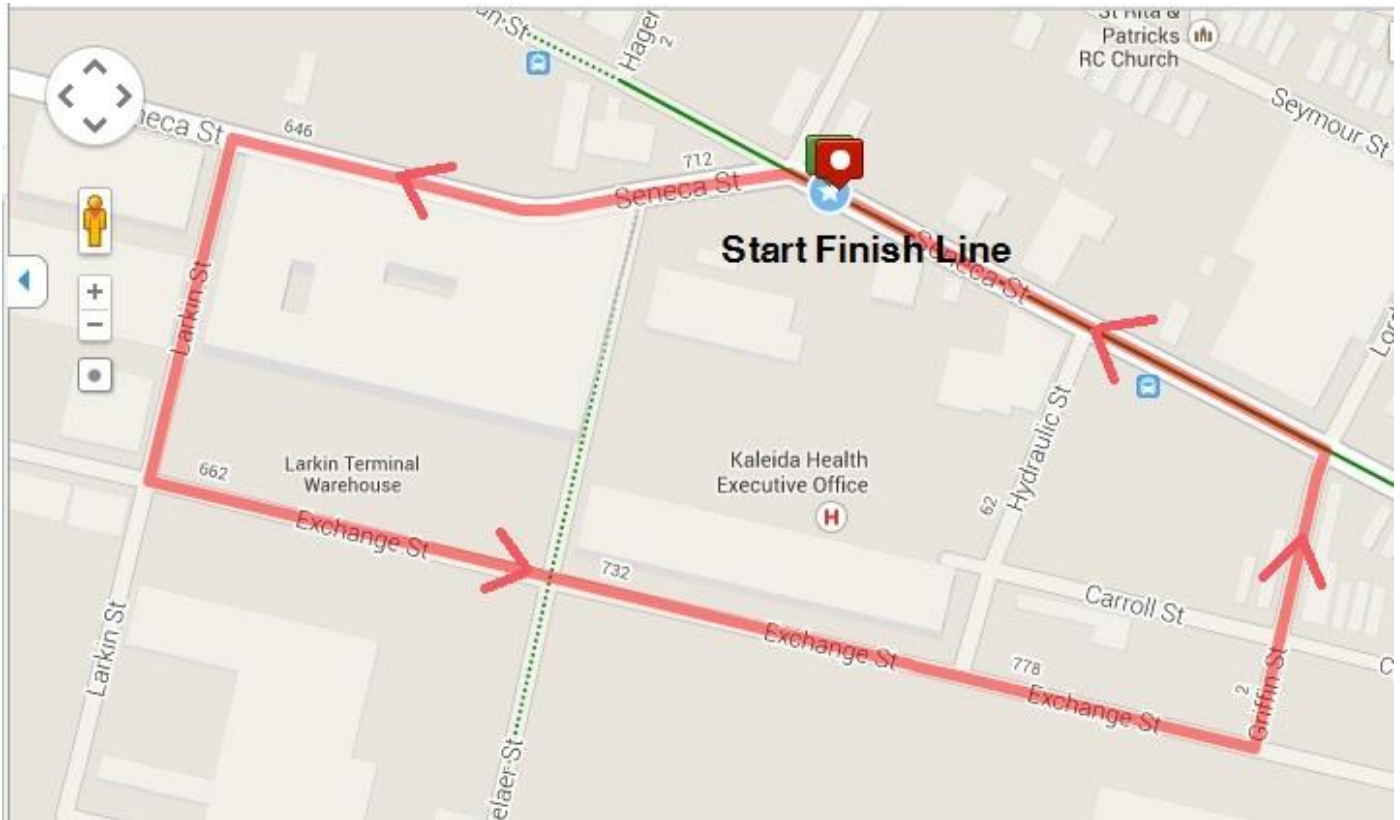 St Rita &
Patricks
RC Church
Hager
2
Seymour St
646
712
Seneca St
Start Finish Line
Seneca St
Larkin St
Hydraulic St
62
Kaleida Health
Executive Office
H
Larkin Terminal
Warehouse
662
Exchange St
732
Carroll St
Exchange St
778
Exchange St
2
Griffin St
Larkin St
+
−